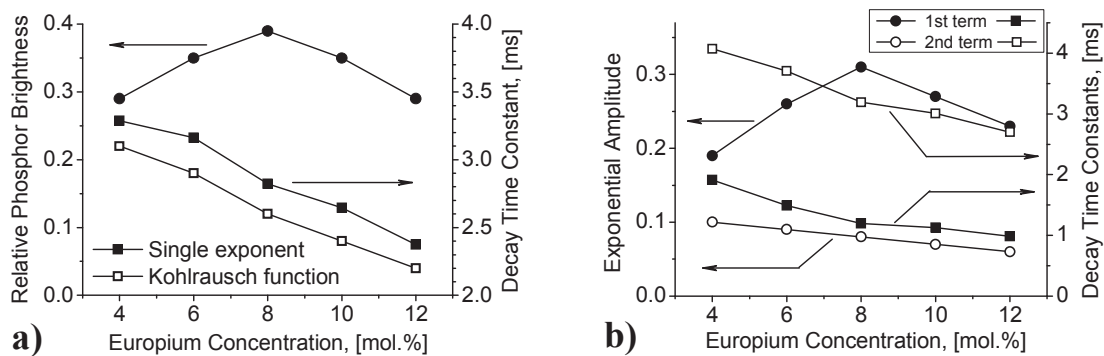 0.4
0.3
0.2
0.1
0.0
Relative Phosphor Brightness
4.0
3.5
3.0
2.5
2.0
Decay Time Constant, [ms]
Single exponent
Kohlrausch function
4 6 8 10 12
Europium Concentration, [mol.%]
a)
1st term
2nd term
0.3
0.2
0.1
0.0
Exponential Amplitude
4
3
2
1
0
Decay Time Constants, [ms]
4 6 8 10 12
Europium Concentration, [mol.%]
b)